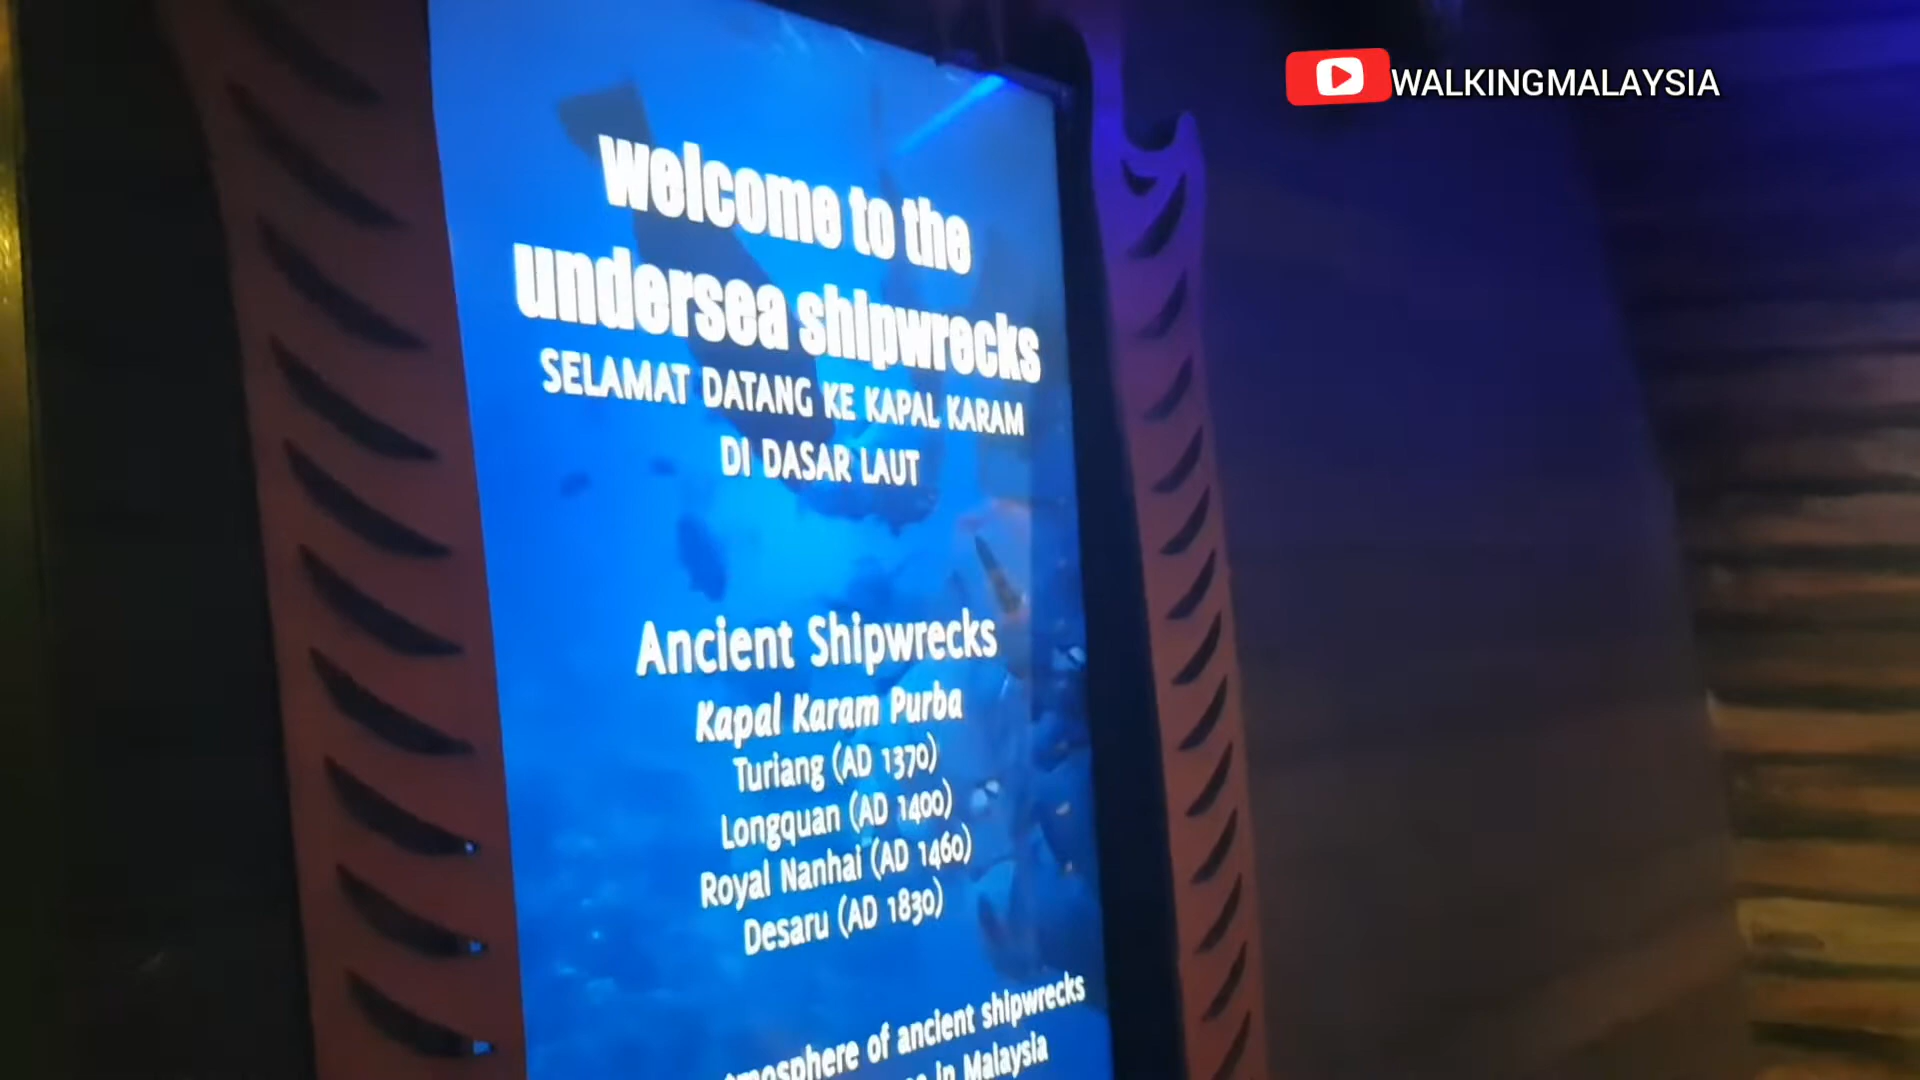 WALKINGMALAYSIA
welcome to the
undersea shipwrecks
SELAMAT DATANG KE KAPAL KARAM
DI DASAR LAUT
Ancient Shipwrecks
Kapal Karam Purba
Turiang (AD 1370)
Longquan (AD 1400)
Royal Nanhai (AD 1460)
Desaru (AD 1830)
of ancient shipwrecks
in Malaysia